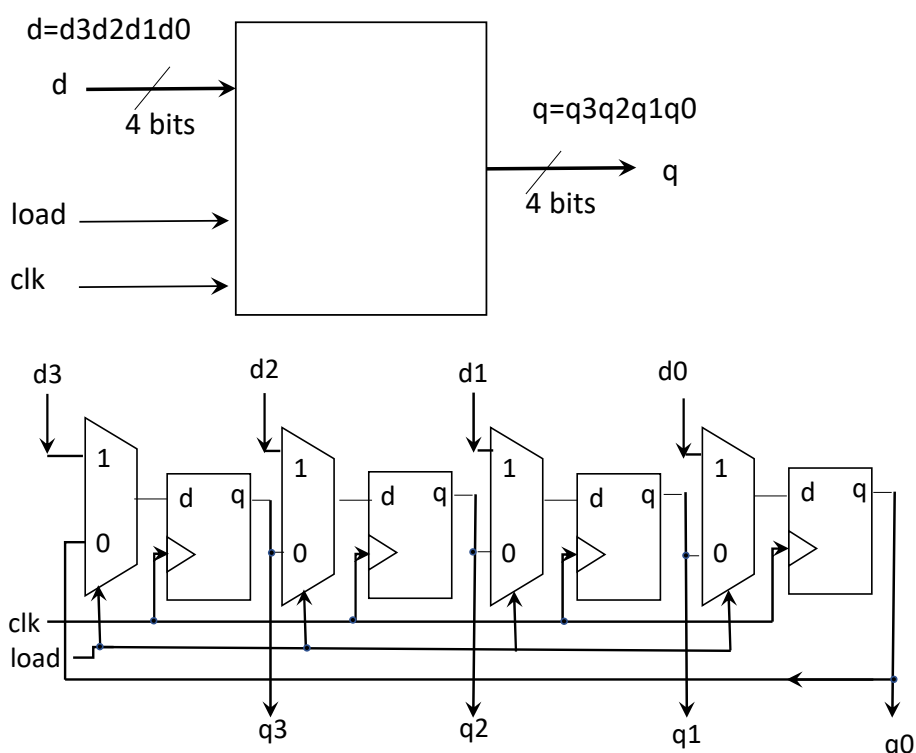 d=d3d2d1d0
d
4 bits
q=q3q2q1q0
q
4 bits
load
clk
d3
d2
d1
d0
1
1
1
1
d q
d q
d q
d q
0
0
0
0
clk
load
q3
q2
q1
q0